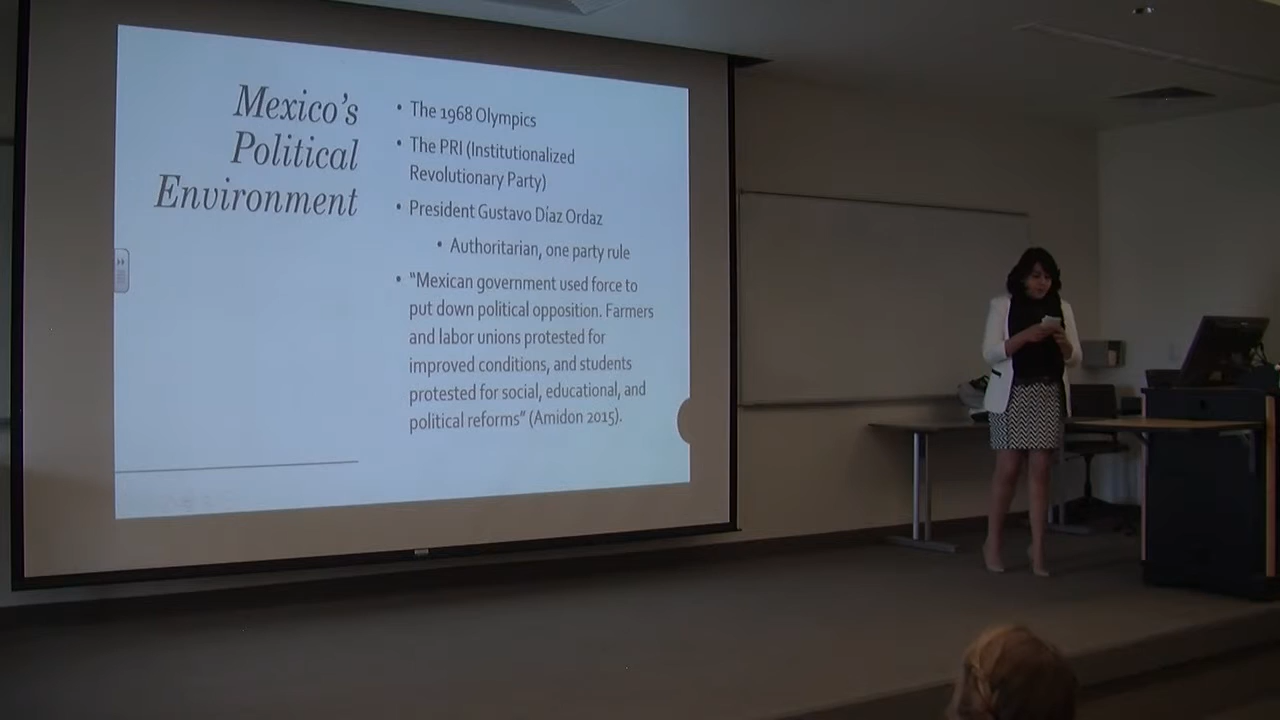 Mexico's
Political
Environment
• The 1968 Olympics
• The PRI (Institutionalized
Revolutionary Party)
• President Gustavo Díaz Ordaz
• Authoritarian, one party rule
• "Mexican government used force to
put down political opposition. Farmers
and labor unions protested for
improved conditions, and students
protested for social, educational, and
political reforms" (Amidon 2015).